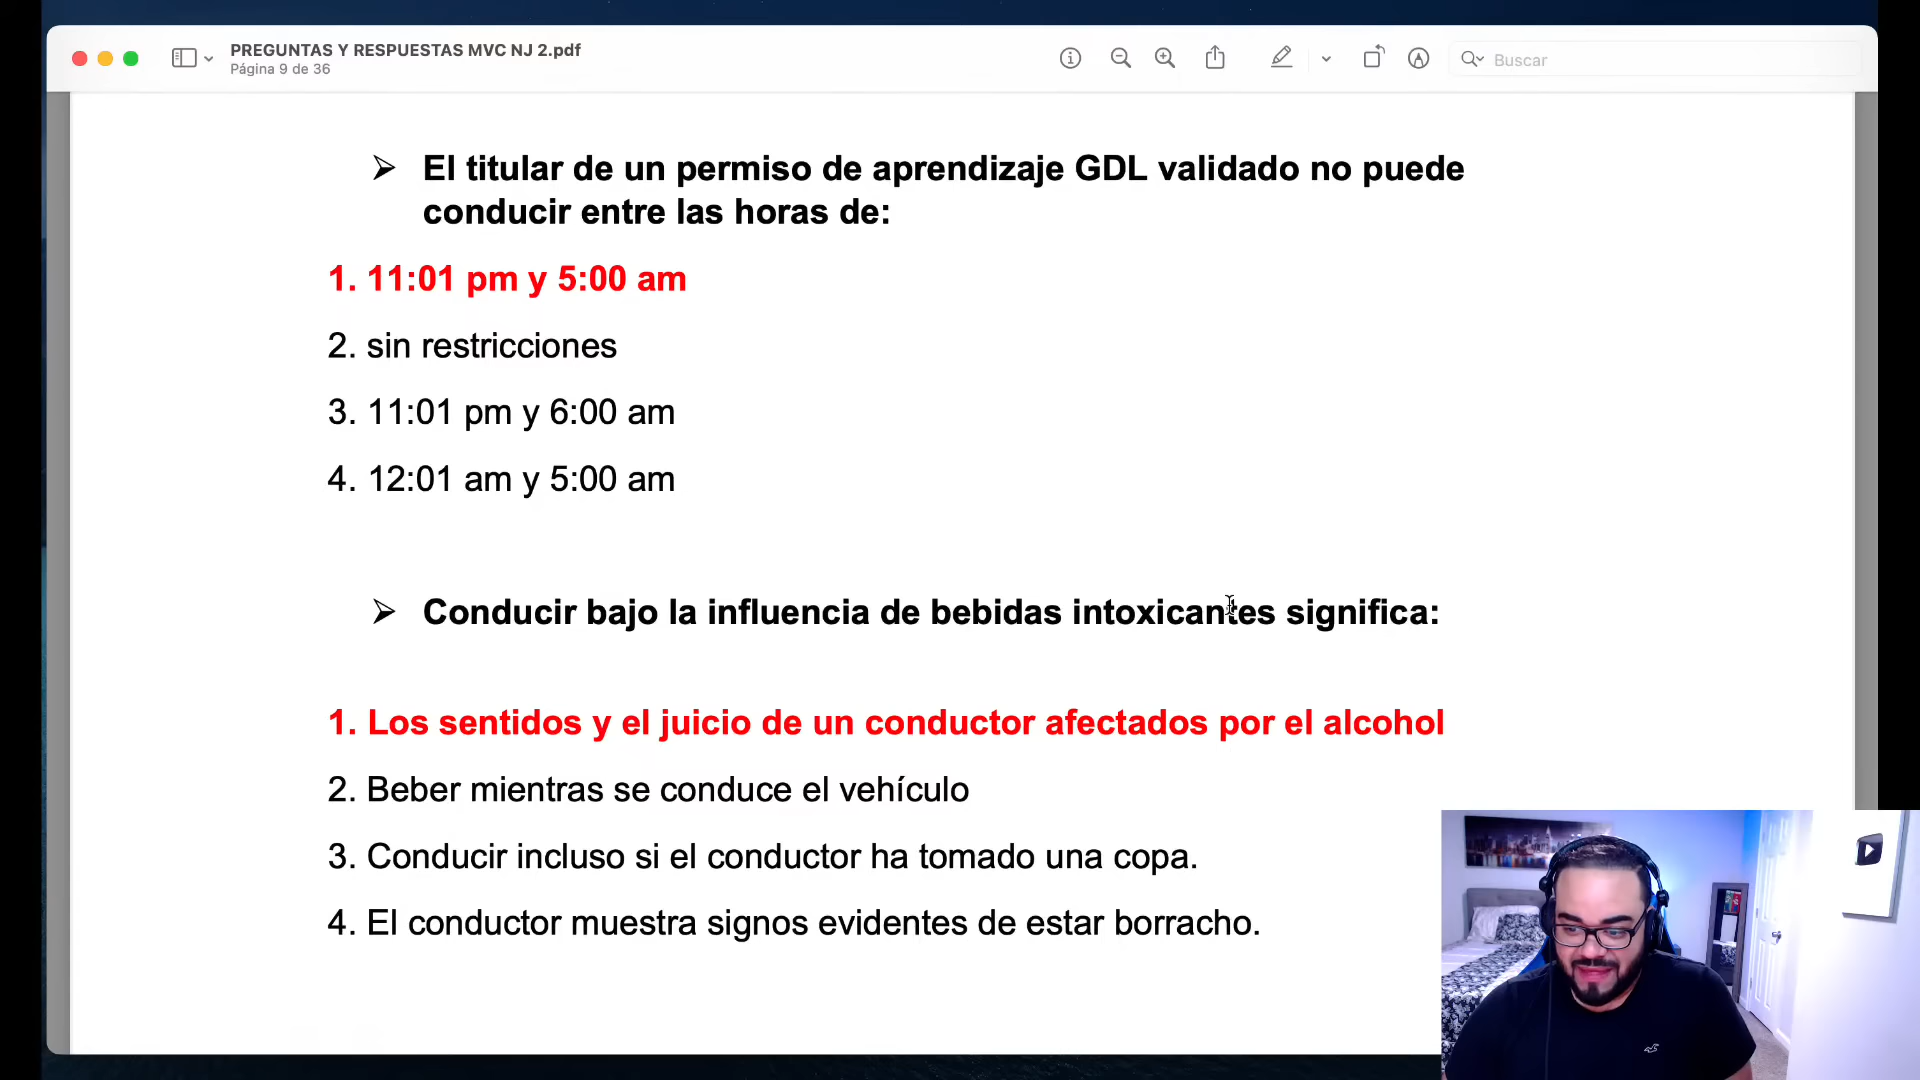 PREGUNTAS Y RESPUESTAS MVC NJ 2.pdf
Página 9 de 36
Buscar
➢ El titular de un permiso de aprendizaje GDL validado no puede
conducir entre las horas de:
1. 11:01 pm y 5:00 am
2. sin restricciones
3. 11:01 pm y 6:00 am
4. 12:01 am y 5:00 am
➢ Conducir bajo la influencia de bebidas intoxicantes significa:
1. Los sentidos y el juicio de un conductor afectados por el alcohol
2. Beber mientras se conduce el vehículo
3. Conducir incluso si el conductor ha tomado una copa.
4. El conductor muestra signos evidentes de estar borracho.